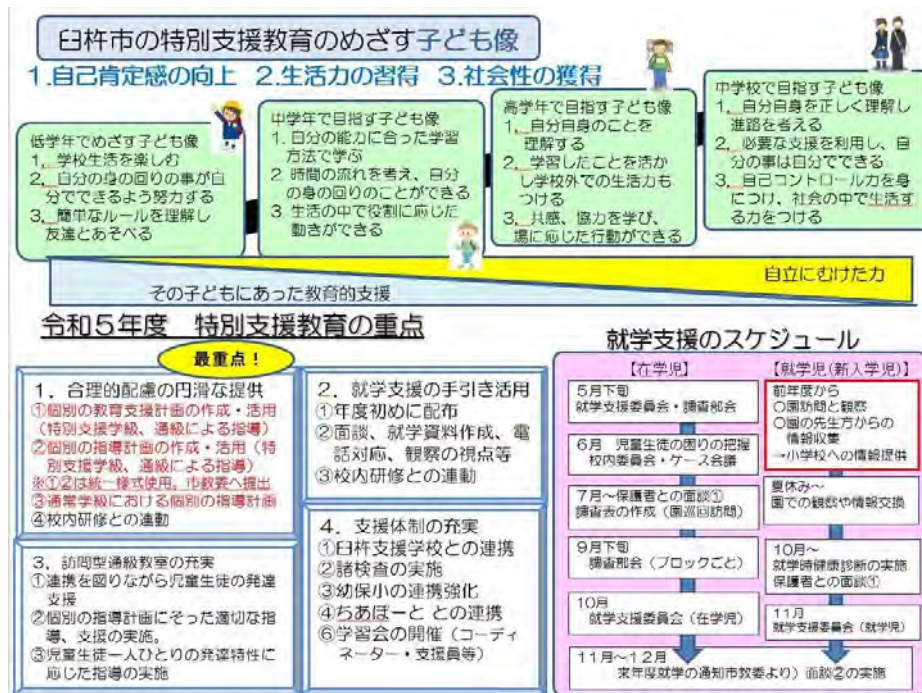 臼杵市の特別支援教育のめざす子ども像
1.自己肯定感の向上 2.生活力の習得 3.社会性の獲得
低学年でめざす子ども像
1, 学校生活を楽しむ
2, 自分の身の回りの事が自
分でできるよう努力する
3, 簡単なルールを理解し
友達とあそべる
中学年で目指す子ども像
1. 自分の能力に合った学習
方法で学ぶ
2. 時間の流れを考え、自分
の身の回りのことができる
3. 生活の中で役割に応じた
動きができる
高学年で目指す子ども像
1, 自分自身のことを
理解する
2, 学習したことを活か
し学校外での生活力も
つける
3, 共感、協力を学び、
場に応じた行動ができる
中学校で目指す子ども像
1, 自分自身を正しく理解し
進路を考える
2, 必要な支援を利用し、自
分の事は自分でできる
3, 自己コントロール力を身
につけ、社会の中で生活す
る力をつける
自立にむけた力
その子どもにあった教育的支援
令和5年度 特別支援教育の重点
最重点!
1.合理的配慮の円滑な提供
①個別の教育支援計画の作成・活用
(特別支援学級、通級による指導)
②個別の指導計画の作成・活用(特
別支援学級、通級による指導)
※①②は統一様式使用。市教委へ提出
③通常学級における個別の指導計画
④校内研修との連動
2.就学支援の手引き活用
①年度初めに配布
②面談、就学資料作成、電
話対応、観察の視点等
③校内研修との連動
3.訪問型通級教室の充実
①連携を図りながら児童生徒の発達
支援
②個別の指導計画にそった適切な指
導、支援の実施。
③児童生徒一人ひとりの発達特性に
応じた指導の実施
4.支援体制の充実
①臼杵支援学校との連携
②諸検査の実施
③幼保小の連携強化
④ちあぽーと との連携
⑥学習会の開催(コーディ
ネーター・支援員等)
就学支援のスケジュール
【在学児】
5月下旬
就学支援委員会・調査部会
6月 児童生徒の困りの把握
校内委員会・ケース会議
7月~保護者との面談①
調査表の作成(園巡回訪問)
9月下旬
調査部会(ブロックごと)
10月
就学支援委員会(在学児)
【就学児(新入学児)】
前年度から
○園訪問と観察
○園の先生方からの
情報収集
→小学校への情報提供
夏休み~
園での観察や情報交換
10月~
就学時健康診断の実施
保護者との面談①
11月
就学支援委員会(就学児)
11月~12月
来年度就学の通知市教委より) 面談②の実施